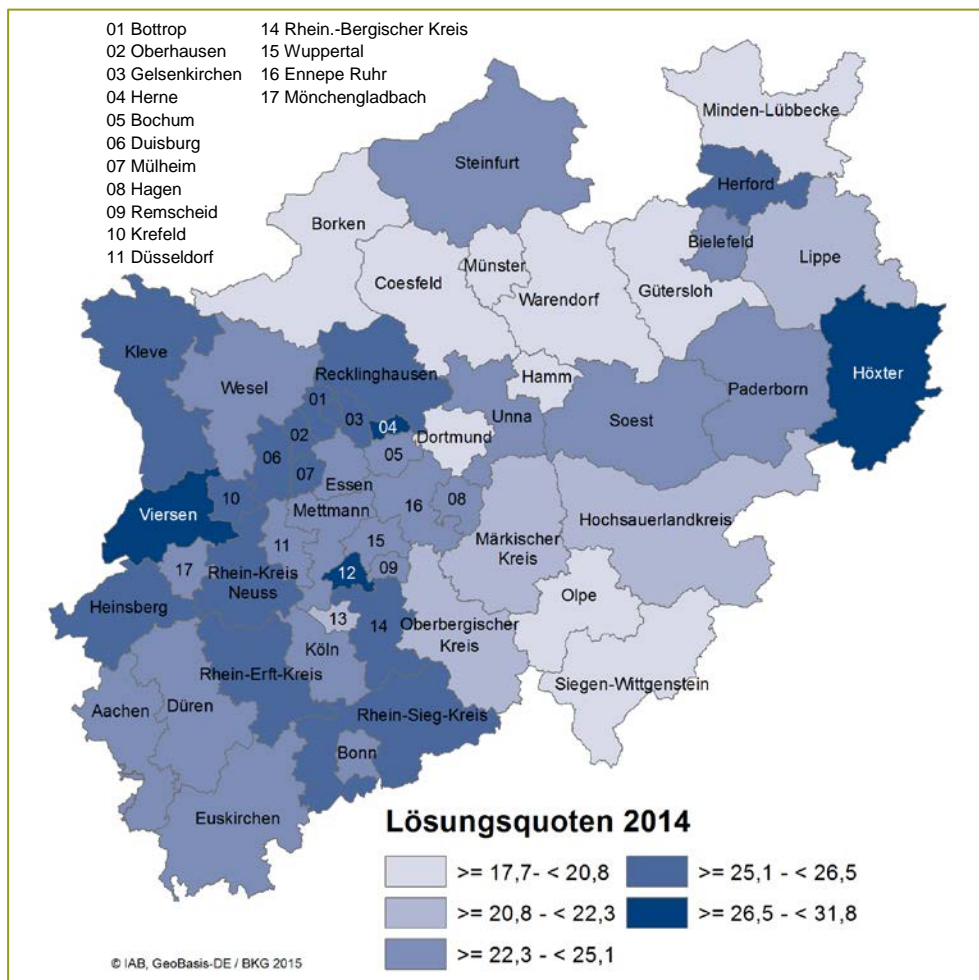 01 Bottrop
02 Oberhausen
03 Gelsenkirchen
04 Herne
05 Bochum
06 Duisburg
07 Mülheim
08 Hagen
09 Remscheid
10 Krefeld
11 Düsseldorf
14 Rhein.-Bergischer Kreis
15 Wuppertal
16 Ennepe Ruhr
17 Mönchengladbach
Minden-Lübbecke
Steinfurt
Herford
Borken
Bielefeld
Lippe
Münster
Coesfeld
Warendorf
Gütersloh
Kleve
Recklinghausen
Höxter
Wesel
Hamm
Paderborn
01
03
04
Unna
Soest
02
Dortmund
05
06
07
Essen
08
10
16
Mettmann
Viersen
Hochsauerlandkreis
Märkischer
Kreis
11
15
17
12
09
Rhein-Kreis
Neuss
Heinsberg
Olpe
13
14
Oberbergischer
Kreis
Köln
Rhein-Erft-Kreis
Siegen-Wittgenstein
Aachen
Düren
Rhein-Sieg-Kreis
Bonn
Euskirchen
Lösungsquoten 2014
>= 17,7- < 20,8
>= 20,8 - < 22,3
>= 22,3 - < 25,1
>= 25,1 - < 26,5
>= 26,5 - < 31,8
© IAB, GeoBasis-DE / BKG 2015